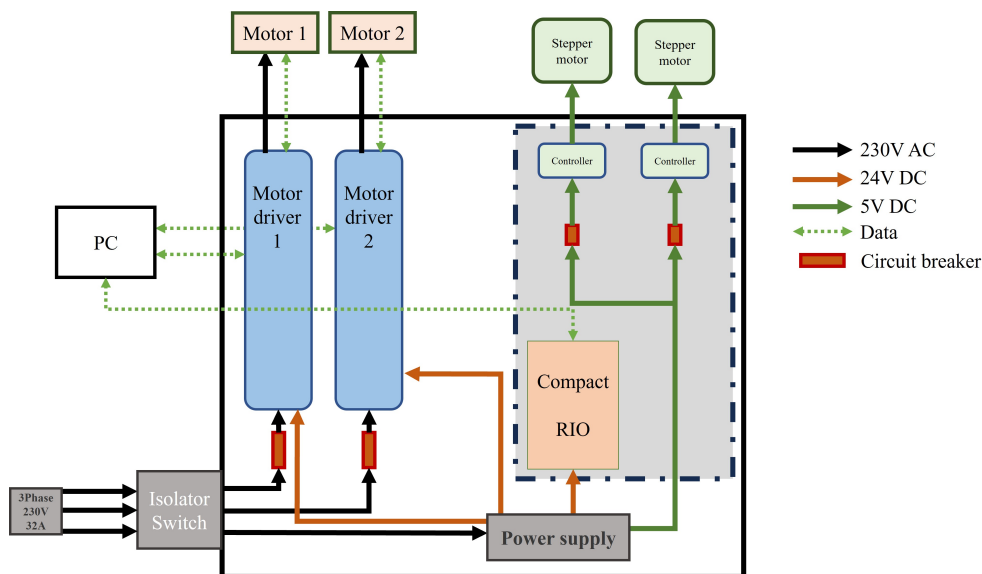 Motor 1
Motor 2
Stepper
motor
Stepper
motor
Controller
Controller
230V AC
24V DC
5V DC
Data
Circuit breaker
Motor
driver
1
Motor
driver
2
PC
Compact
RIO
3Phase
230V
32A
Isolator
Switch
Power supply